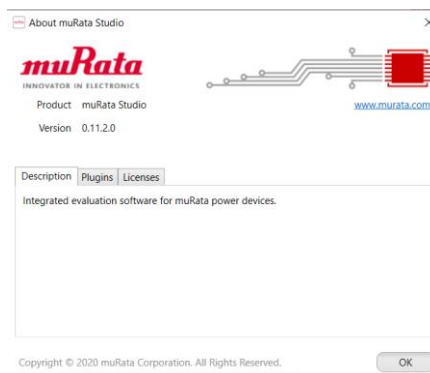 About muRata Studio
muRata
INNOVATOR IN ELECTRONICS
Product muRata Studio
www.murata.com
Version 0.11.2.0
Description Plugins Licenses
Integrated evaluation software for muRata power devices.
Copyright © 2020 muRata Corporation. All Rights Reserved.
OK